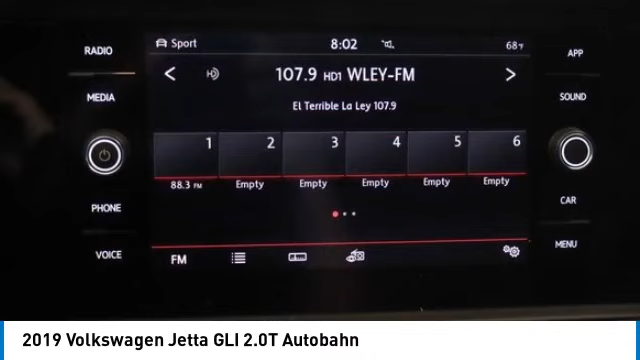 RADIO
MEDIA
PHONE
VOICE
Sport 8:02 68°F
107.9 HD1 WLEY-FM
El Terrible La Ley 107.9
1 2 3 4 5 6
88.3 FM Empty Empty Empty Empty Empty
FM
APP
SOUND
CAR
MENU
2019 Volkswagen Jetta GLI 2.0T Autobahn